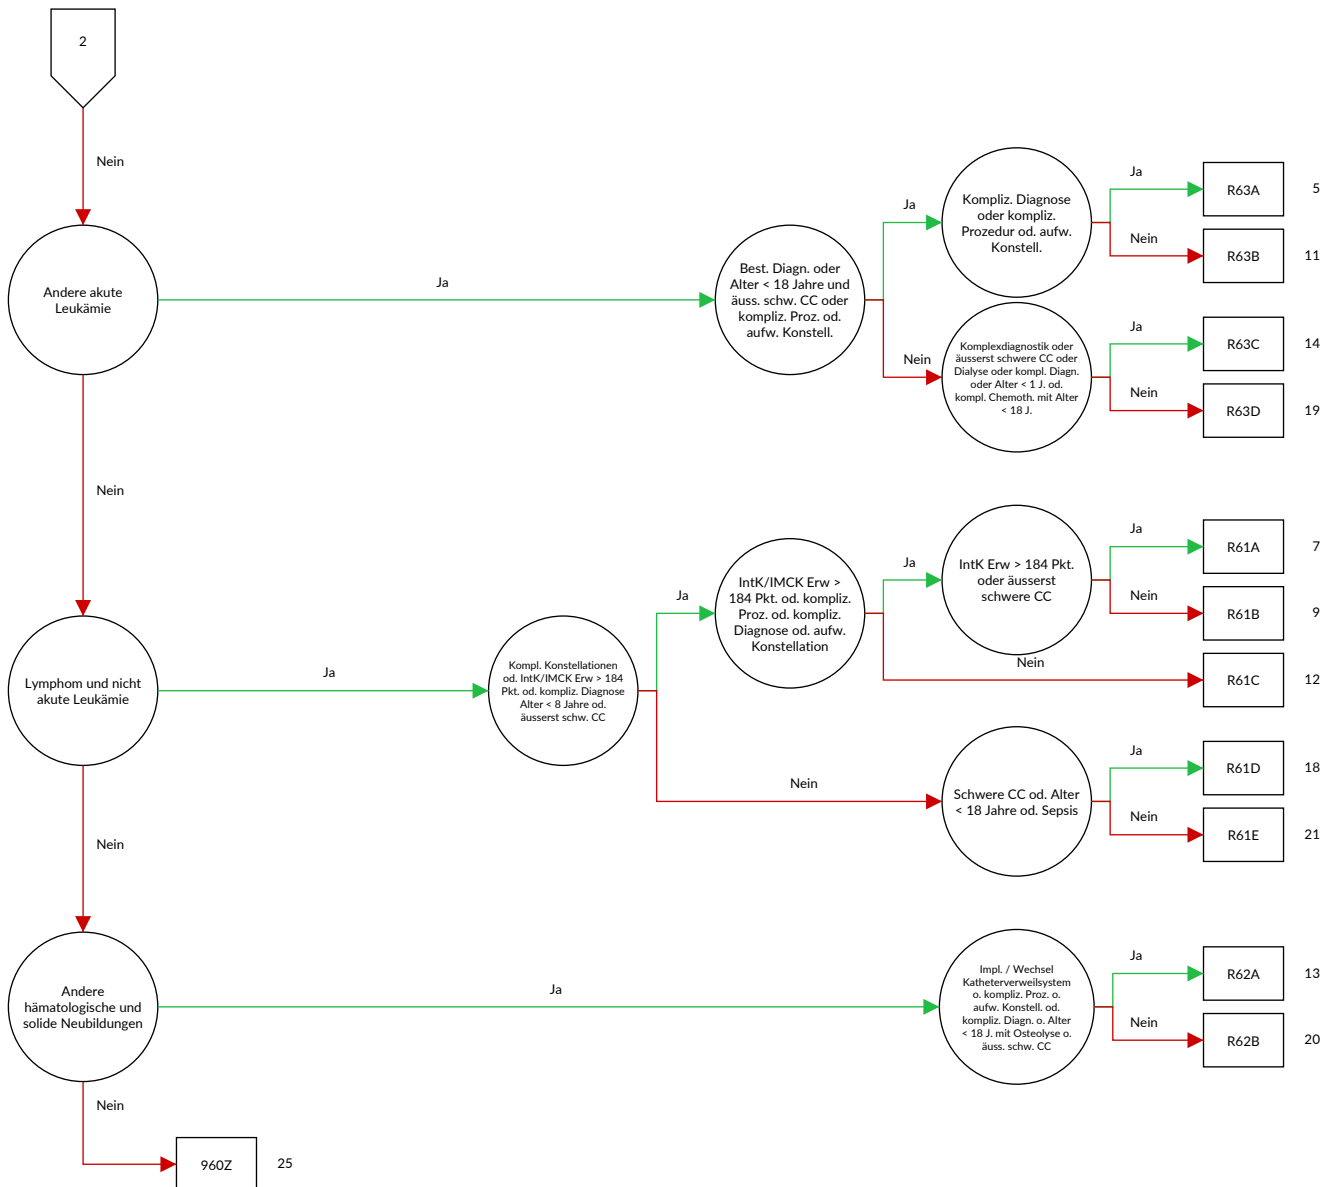 2
Nein
Andere akute
Leukämie
Ja
Best. Diagn. oder
Alter < 18 Jahre und
äuss. schw. CC oder
kompliz. Proz. od.
aufw. Konstell.
Ja
Kompliz. Diagnose
oder kompliz.
Prozedur od. aufw.
Konstell.
Ja
R63A
5
Nein
R63B
11
Nein
Komplexdiagnostik oder
äusserst schwere CC oder
Dialyse oder kompl. Diagn.
oder Alter < 1 J. od.
kompl. Chemoth. mit Alter
< 18 J.
Ja
R63C
14
Nein
R63D
19
Nein
Lymphom und nicht
akute Leukämie
Ja
Kompl. Konstellationen
od. IntK/IMCK Erw > 184
Pkt. od. kompliz. Diagnose
Alter < 8 Jahre od.
äusserst schw. CC
Ja
IntK/IMCK Erw >
184 Pkt. od. kompliz.
Proz. od. kompliz.
Diagnose od. aufw.
Konstellation
Ja
IntK Erw > 184 Pkt.
oder äusserst
schwere CC
Ja
R61A
7
Nein
R61B
9
Nein
R61C
12
Nein
Schwere CC od. Alter
< 18 Jahre od. Sepsis
Ja
R61D
18
Nein
R61E
21
Nein
Andere
hämatologische und
solide Neubildungen
Ja
Impl. / Wechsel
Katheterverweilsystem
o. kompliz. Proz. o.
aufw. Konstell. od.
kompliz. Diagn. o. Alter
< 18 J. mit Osteolyse o.
äuss. schw. CC
Ja
R62A
13
Nein
R62B
20
Nein
960Z
25